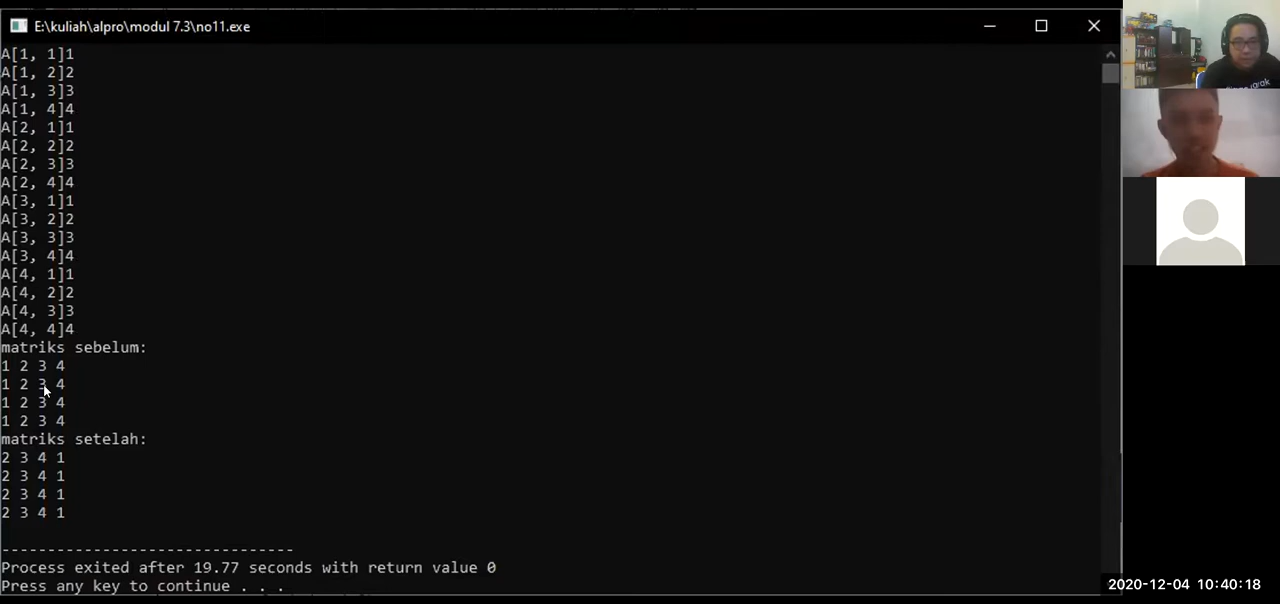 E:\kuliah\alpro\modul 7.3\no11.exe
A[1, 1]1
A[1, 2]2
A[1, 3]3
A[1, 4]4
A[2, 1]1
A[2, 2]2
A[2, 3]3
A[2, 4]4
A[3, 1]1
A[3, 2]2
A[3, 3]3
A[3, 4]4
A[4, 1]1
A[4, 2]2
A[4, 3]3
A[4, 4]4
matriks sebelum:
1 2 3 4
1 2 3 4
1 2 3 4
1 2 3 4
matriks setelah:
2 3 4 1
2 3 4 1
2 3 4 1
2 3 4 1
--------------------------------
Process exited after 19.77 seconds with return value 0
Press any key to continue . . .
2020-12-04 10:40:18